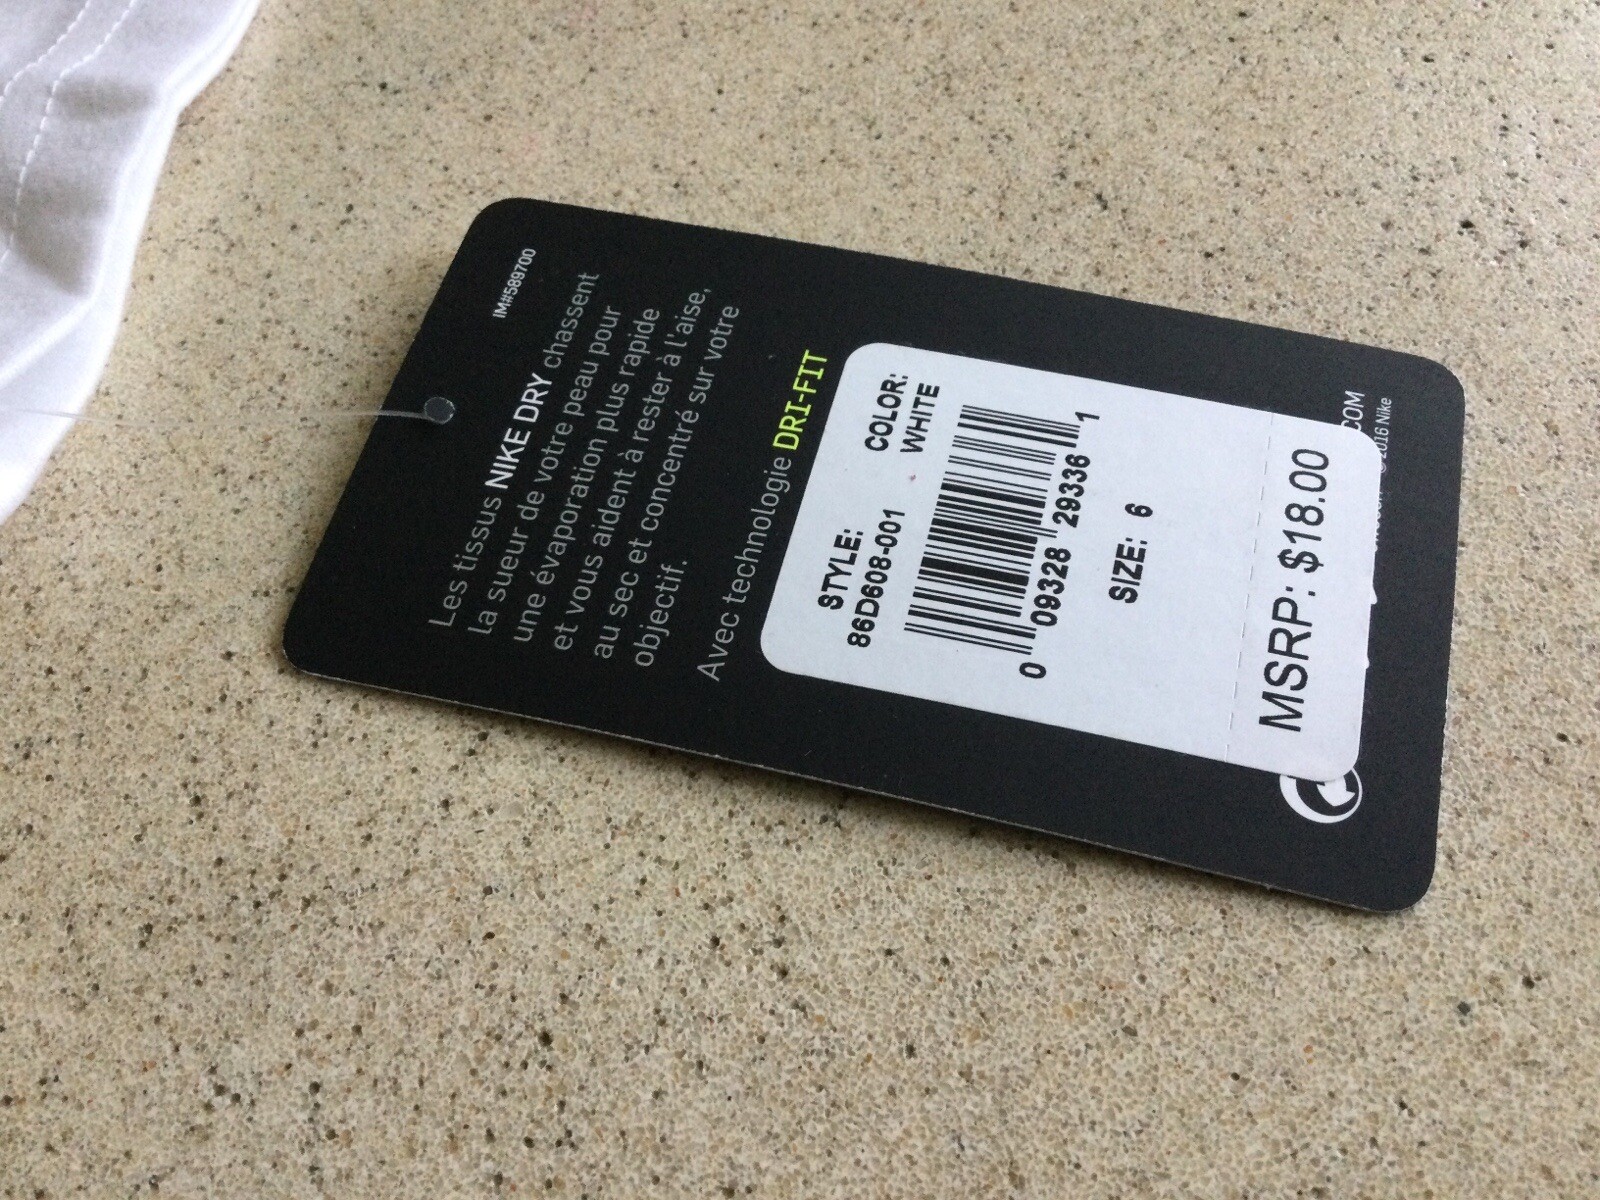 IM#589700
Les tissus NIKE DRY chassent
la sueur de votre peau pour
une évaporation plus rapide
et vous aident à rester à l'aise,
au sec et concentré sur votre
objectif.
Avec technologie DRI-FIT
STYLE: COLOR:
86D608-001 WHITE
0 09328 29336 1
SIZE: 6
MSRP: $18.00
.COM
2016 Nike